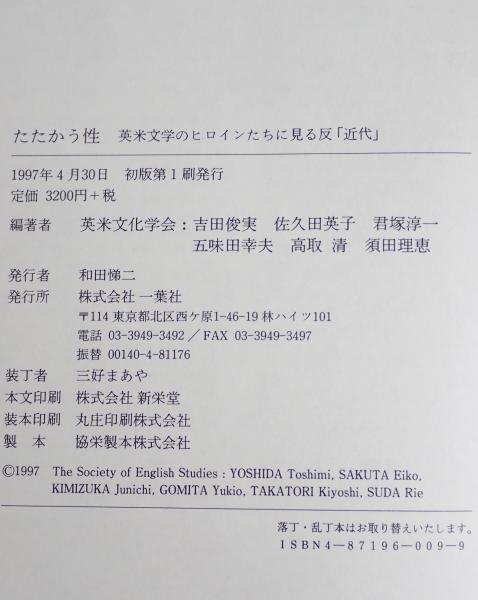 たたかう性　英米文学のヒロインたちに見る反「近代」
1997年4月30日　初版第1刷発行
定価　3200円＋税
編著者　英米文化学会：吉田俊実　佐久田英子　君塚淳一
五味田幸夫　高取 清　須田理恵
発行者　和田悌二
発行所　株式会社 一葉社
〒114 東京都北区西ケ原1-46-19 林ハイツ101
電話 03-3949-3492／FAX 03-3949-3497
振替 00140-4-81176
装丁者　三好まあや
本文印刷　株式会社 新栄堂
装本印刷　丸庄印刷株式会社
製　本　協栄製本株式会社
©1997　The Society of English Studies : YOSHIDA Toshimi, SAKUTA Eiko,
KIMIZUKA Junichi, GOMITA Yukio, TAKATORI Kiyoshi, SUDA Rie
落丁・乱丁本はお取り替えいたします。
ISBN4―87196―009―9